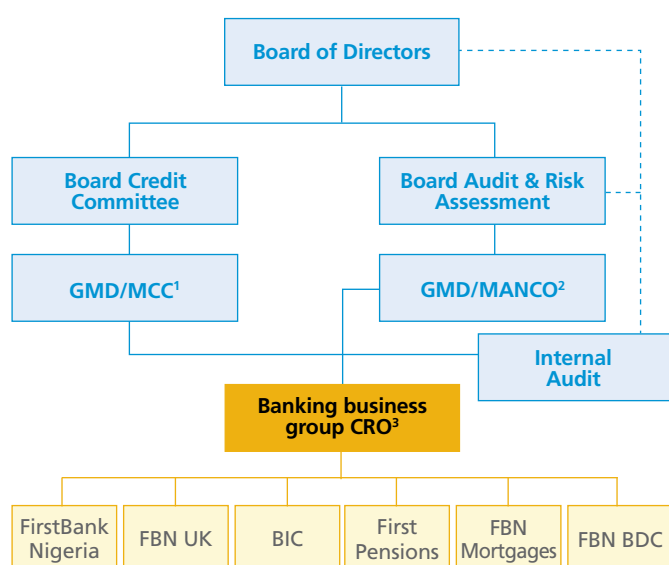 Board of Directors
Board Credit
Committee
Board Audit & Risk
Assessment
GMD/MCC¹
GMD/MANCO²
Internal
Audit
Banking business
group CRO³
FirstBank
Nigeria
FBN UK
BIC
First
Pensions
FBN
Mortgages
FBN BDC